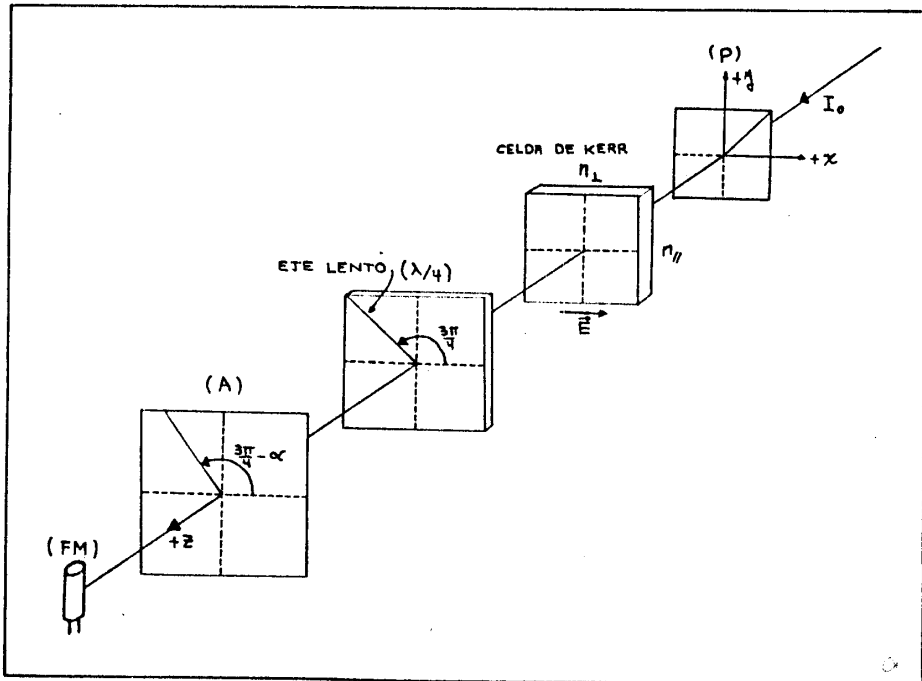 (P)
+y
I₀
+x
CELDA DE KERR
n⊥
n//
E⃗
EJE LENTO (λ/4)
3π/4
(A)
3π/4 - α
+Z
(FM)